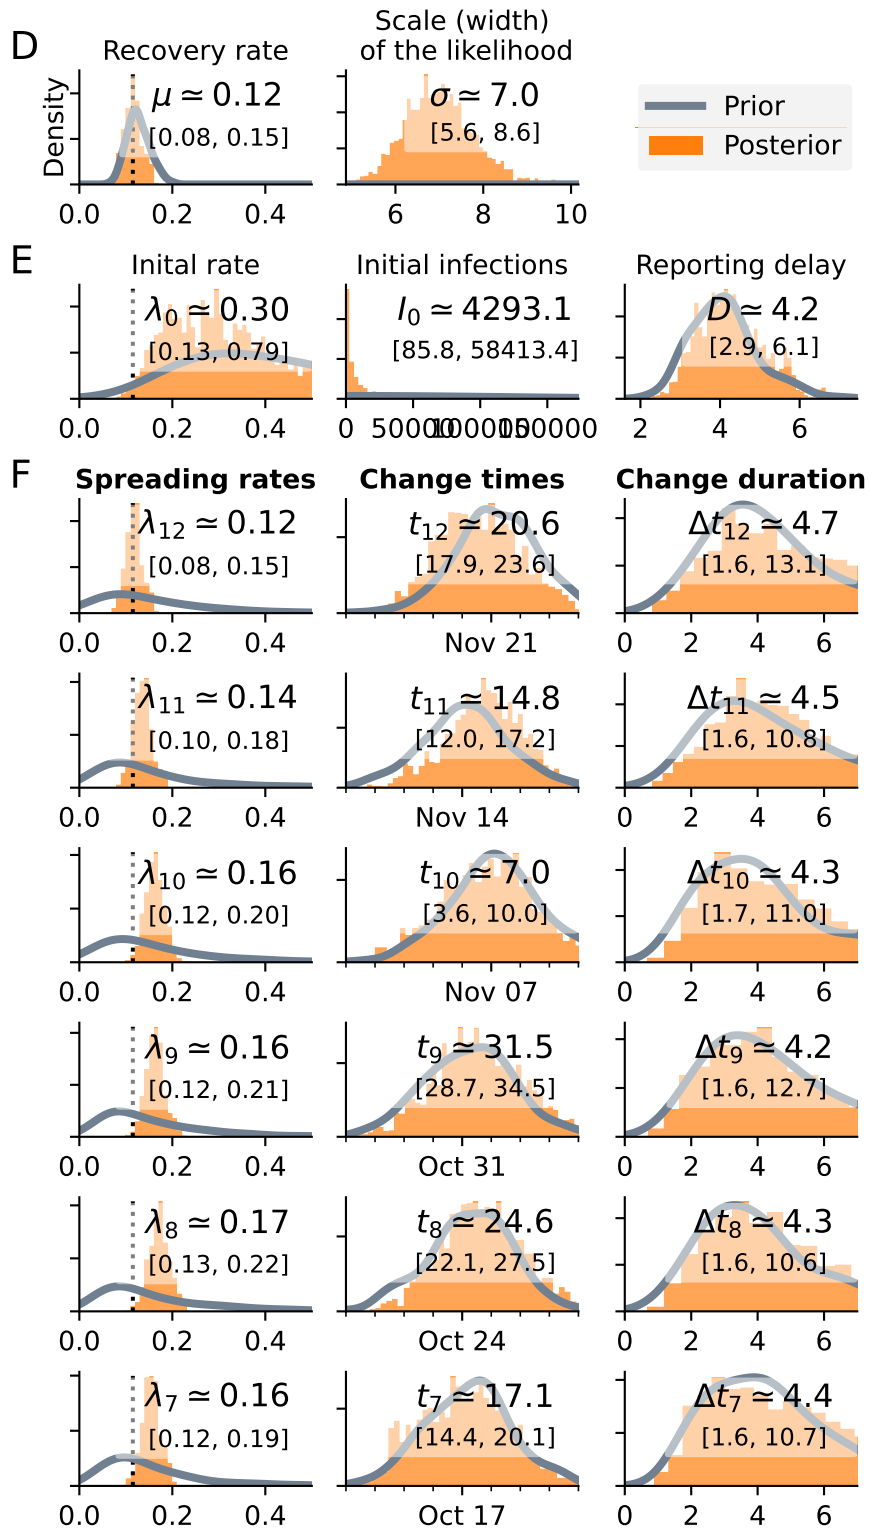 D
Recovery rate
Scale (width)
of the likelihood
Density
μ ≃ 0.12
[0.08, 0.15]
σ ≃ 7.0
[5.6, 8.6]
Prior
Posterior
0.0 0.2 0.4
6 8 10
E
Inital rate
Initial infections
Reporting delay
λ0 ≃ 0.30
[0.13, 0.79]
I0 ≃ 4293.1
[85.8, 58413.4]
D ≃ 4.2
[2.9, 6.1]
0.0 0.2 0.4
0 50000 100000 150000
2 4 6
F
Spreading rates
Change times
Change duration
λ12 ≃ 0.12
[0.08, 0.15]
t12 ≃ 20.6
[17.9, 23.6]
Δt12 ≃ 4.7
[1.6, 13.1]
0.0 0.2 0.4
Nov 21
0 2 4 6
λ11 ≃ 0.14
[0.10, 0.18]
t11 ≃ 14.8
[12.0, 17.2]
Δt11 ≃ 4.5
[1.6, 10.8]
0.0 0.2 0.4
Nov 14
0 2 4 6
λ10 ≃ 0.16
[0.12, 0.20]
t10 ≃ 7.0
[3.6, 10.0]
Δt10 ≃ 4.3
[1.7, 11.0]
0.0 0.2 0.4
Nov 07
0 2 4 6
λ9 ≃ 0.16
[0.12, 0.21]
t9 ≃ 31.5
[28.7, 34.5]
Δt9 ≃ 4.2
[1.6, 12.7]
0.0 0.2 0.4
Oct 31
0 2 4 6
λ8 ≃ 0.17
[0.13, 0.22]
t8 ≃ 24.6
[22.1, 27.5]
Δt8 ≃ 4.3
[1.6, 10.6]
0.0 0.2 0.4
Oct 24
0 2 4 6
λ7 ≃ 0.16
[0.12, 0.19]
t7 ≃ 17.1
[14.4, 20.1]
Δt7 ≃ 4.4
[1.6, 10.7]
0.0 0.2 0.4
Oct 17
0 2 4 6